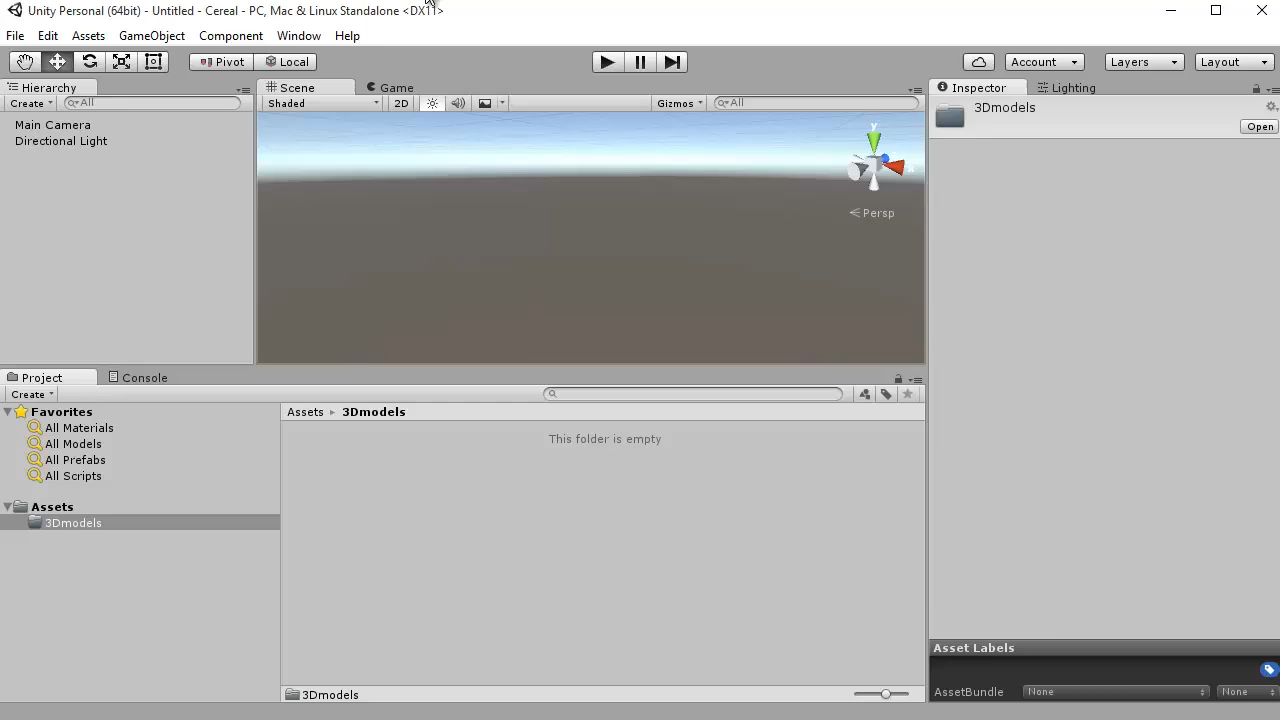 Unity Personal (64bit) - Untitled - Cereal - PC, Mac & Linux Standalone <DX11>
File Edit Assets GameObject Component Window Help
Pivot Local Account Layers Layout
Hierarchy Scene Game Inspector Lighting
Create All Shaded 2D Gizmos All 3Dmodels
Open
Main Camera
Directional Light
y
Persp
Project Console
Create
Favorites Assets 3Dmodels
All Materials
All Models This folder is empty
All Prefabs
All Scripts
Assets
3Dmodels
Asset Labels
3Dmodels AssetBundle None None